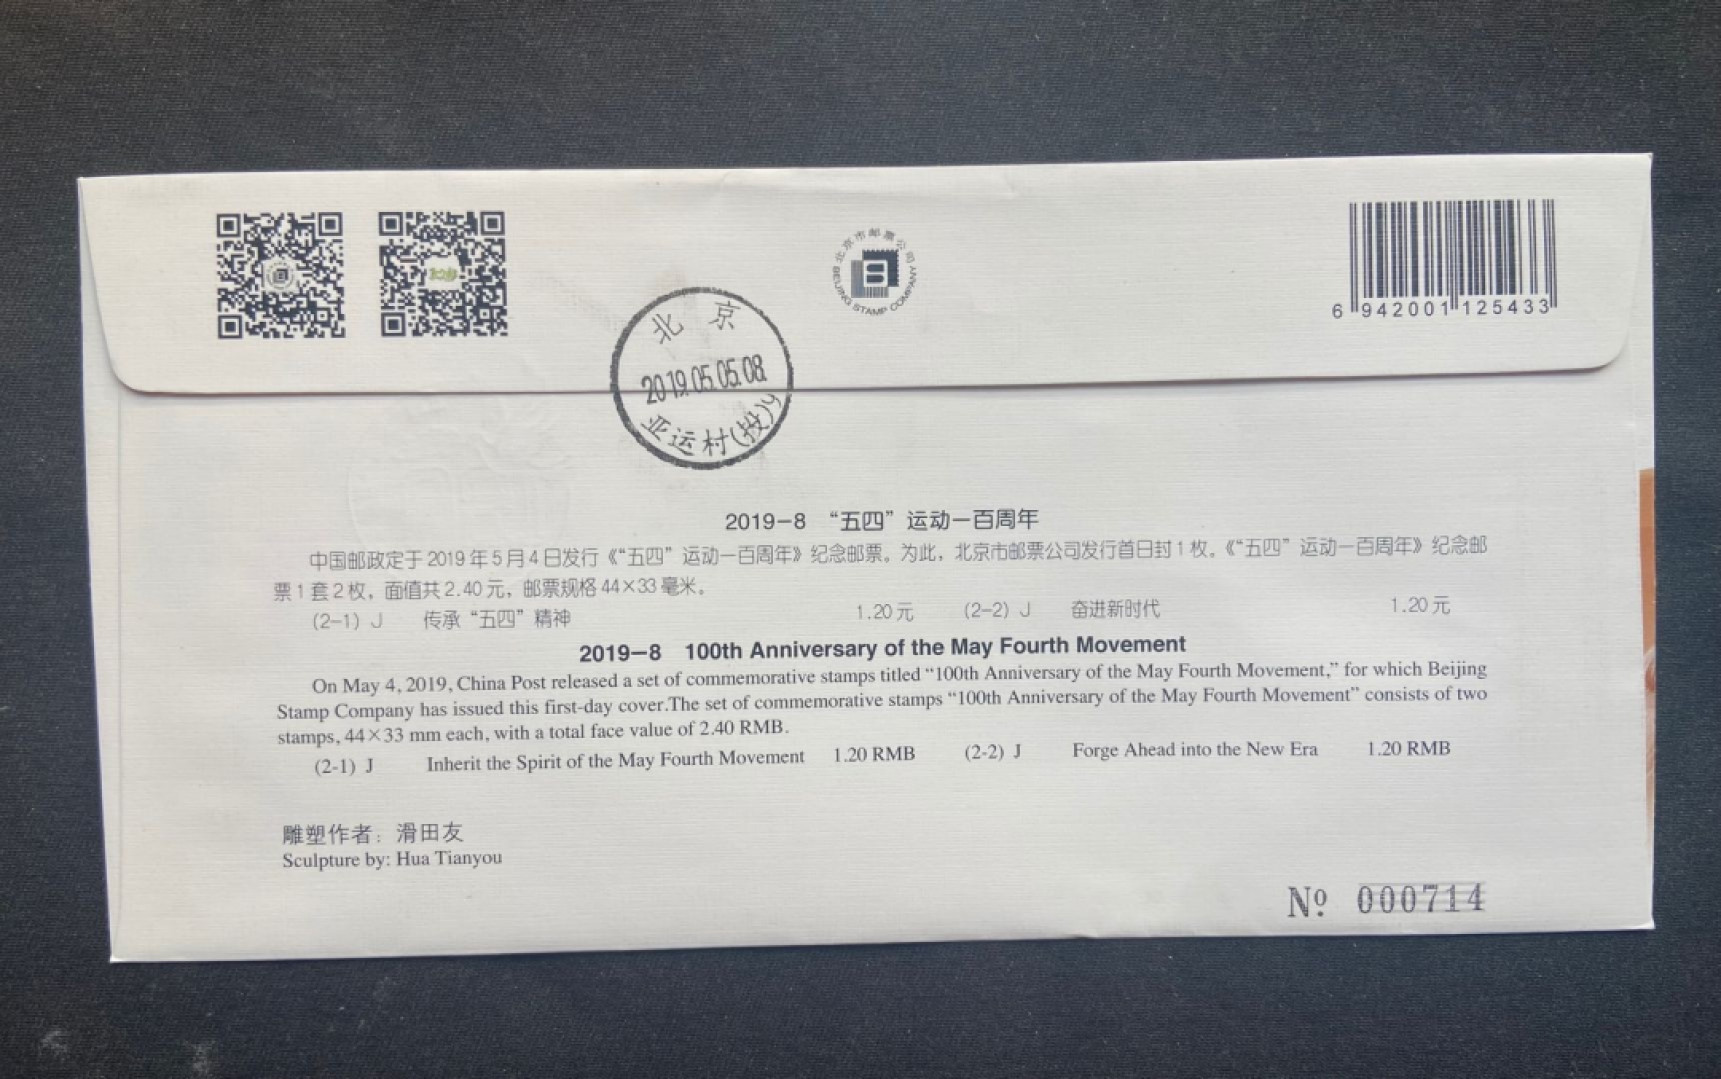 北京市邮票公司
BEIJING STAMP COMPANY
6 942001 125433
北京
2019.05.05.08
亚运村(投)y
2019-8 “五四”运动一百周年
中国邮政定于2019年5月4日发行《“五四”运动一百周年》纪念邮票。为此,北京市邮票公司发行首日封1枚。《“五四”运动一百周年》纪念邮
票1套2枚,面值共2.40元,邮票规格44×33毫米。
(2-1) J 传承“五四”精神 1.20元 (2-2) J 奋进新时代 1.20元
2019-8 100th Anniversary of the May Fourth Movement
On May 4, 2019, China Post released a set of commemorative stamps titled “100th Anniversary of the May Fourth Movement,” for which Beijing
Stamp Company has issued this first-day cover.The set of commemorative stamps “100th Anniversary of the May Fourth Movement” consists of two
stamps, 44×33 mm each, with a total face value of 2.40 RMB.
(2-1) J Inherit the Spirit of the May Fourth Movement 1.20 RMB (2-2) J Forge Ahead into the New Era 1.20 RMB
雕塑作者:滑田友
Sculpture by: Hua Tianyou
Nº 000714